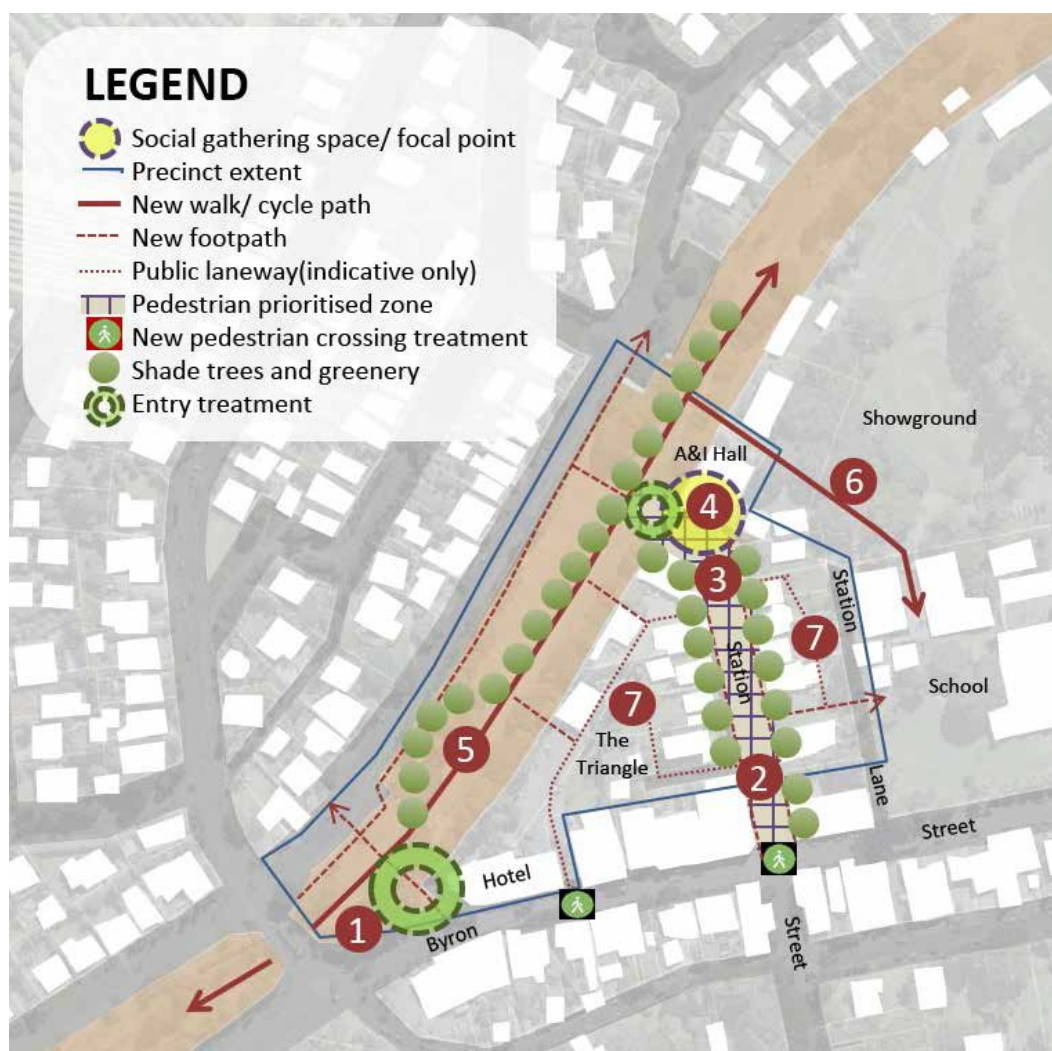 LEGEND
Social gathering space/ focal point
Precinct extent
New walk/ cycle path
New footpath
Public laneway(indicative only)
Pedestrian prioritised zone
New pedestrian crossing treatment
Shade trees and greenery
Entry treatment
Showground
A&I Hall
6
4
3
Station
7
Station
School
7
The
Triangle
5
2
Lane
Street
Hotel
1
Byron
Street